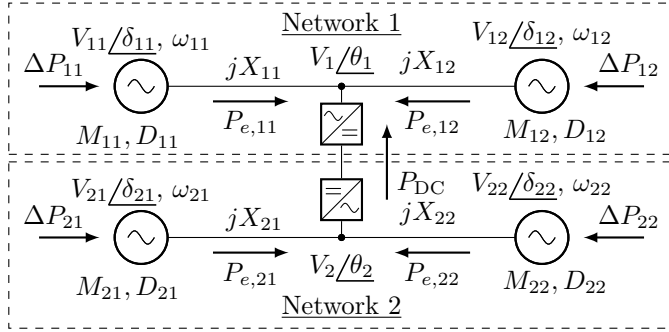 Network 1
V₁₁/δ₁₁, ω₁₁ V₁/θ₁ V₁₂/δ₁₂, ω₁₂
ΔP₁₁ jX₁₁ jX₁₂ ΔP₁₂
M₁₁, D₁₁ Pₑ,₁₁ Pₑ,₁₂ M₁₂, D₁₂
P_DC
V₂₁/δ₂₁, ω₂₁ V₂₂/δ₂₂, ω₂₂
ΔP₂₁ jX₂₁ jX₂₂ ΔP₂₂
M₂₁, D₂₁ Pₑ,₂₁ V₂/θ₂ Pₑ,₂₂ M₂₂, D₂₂
Network 2